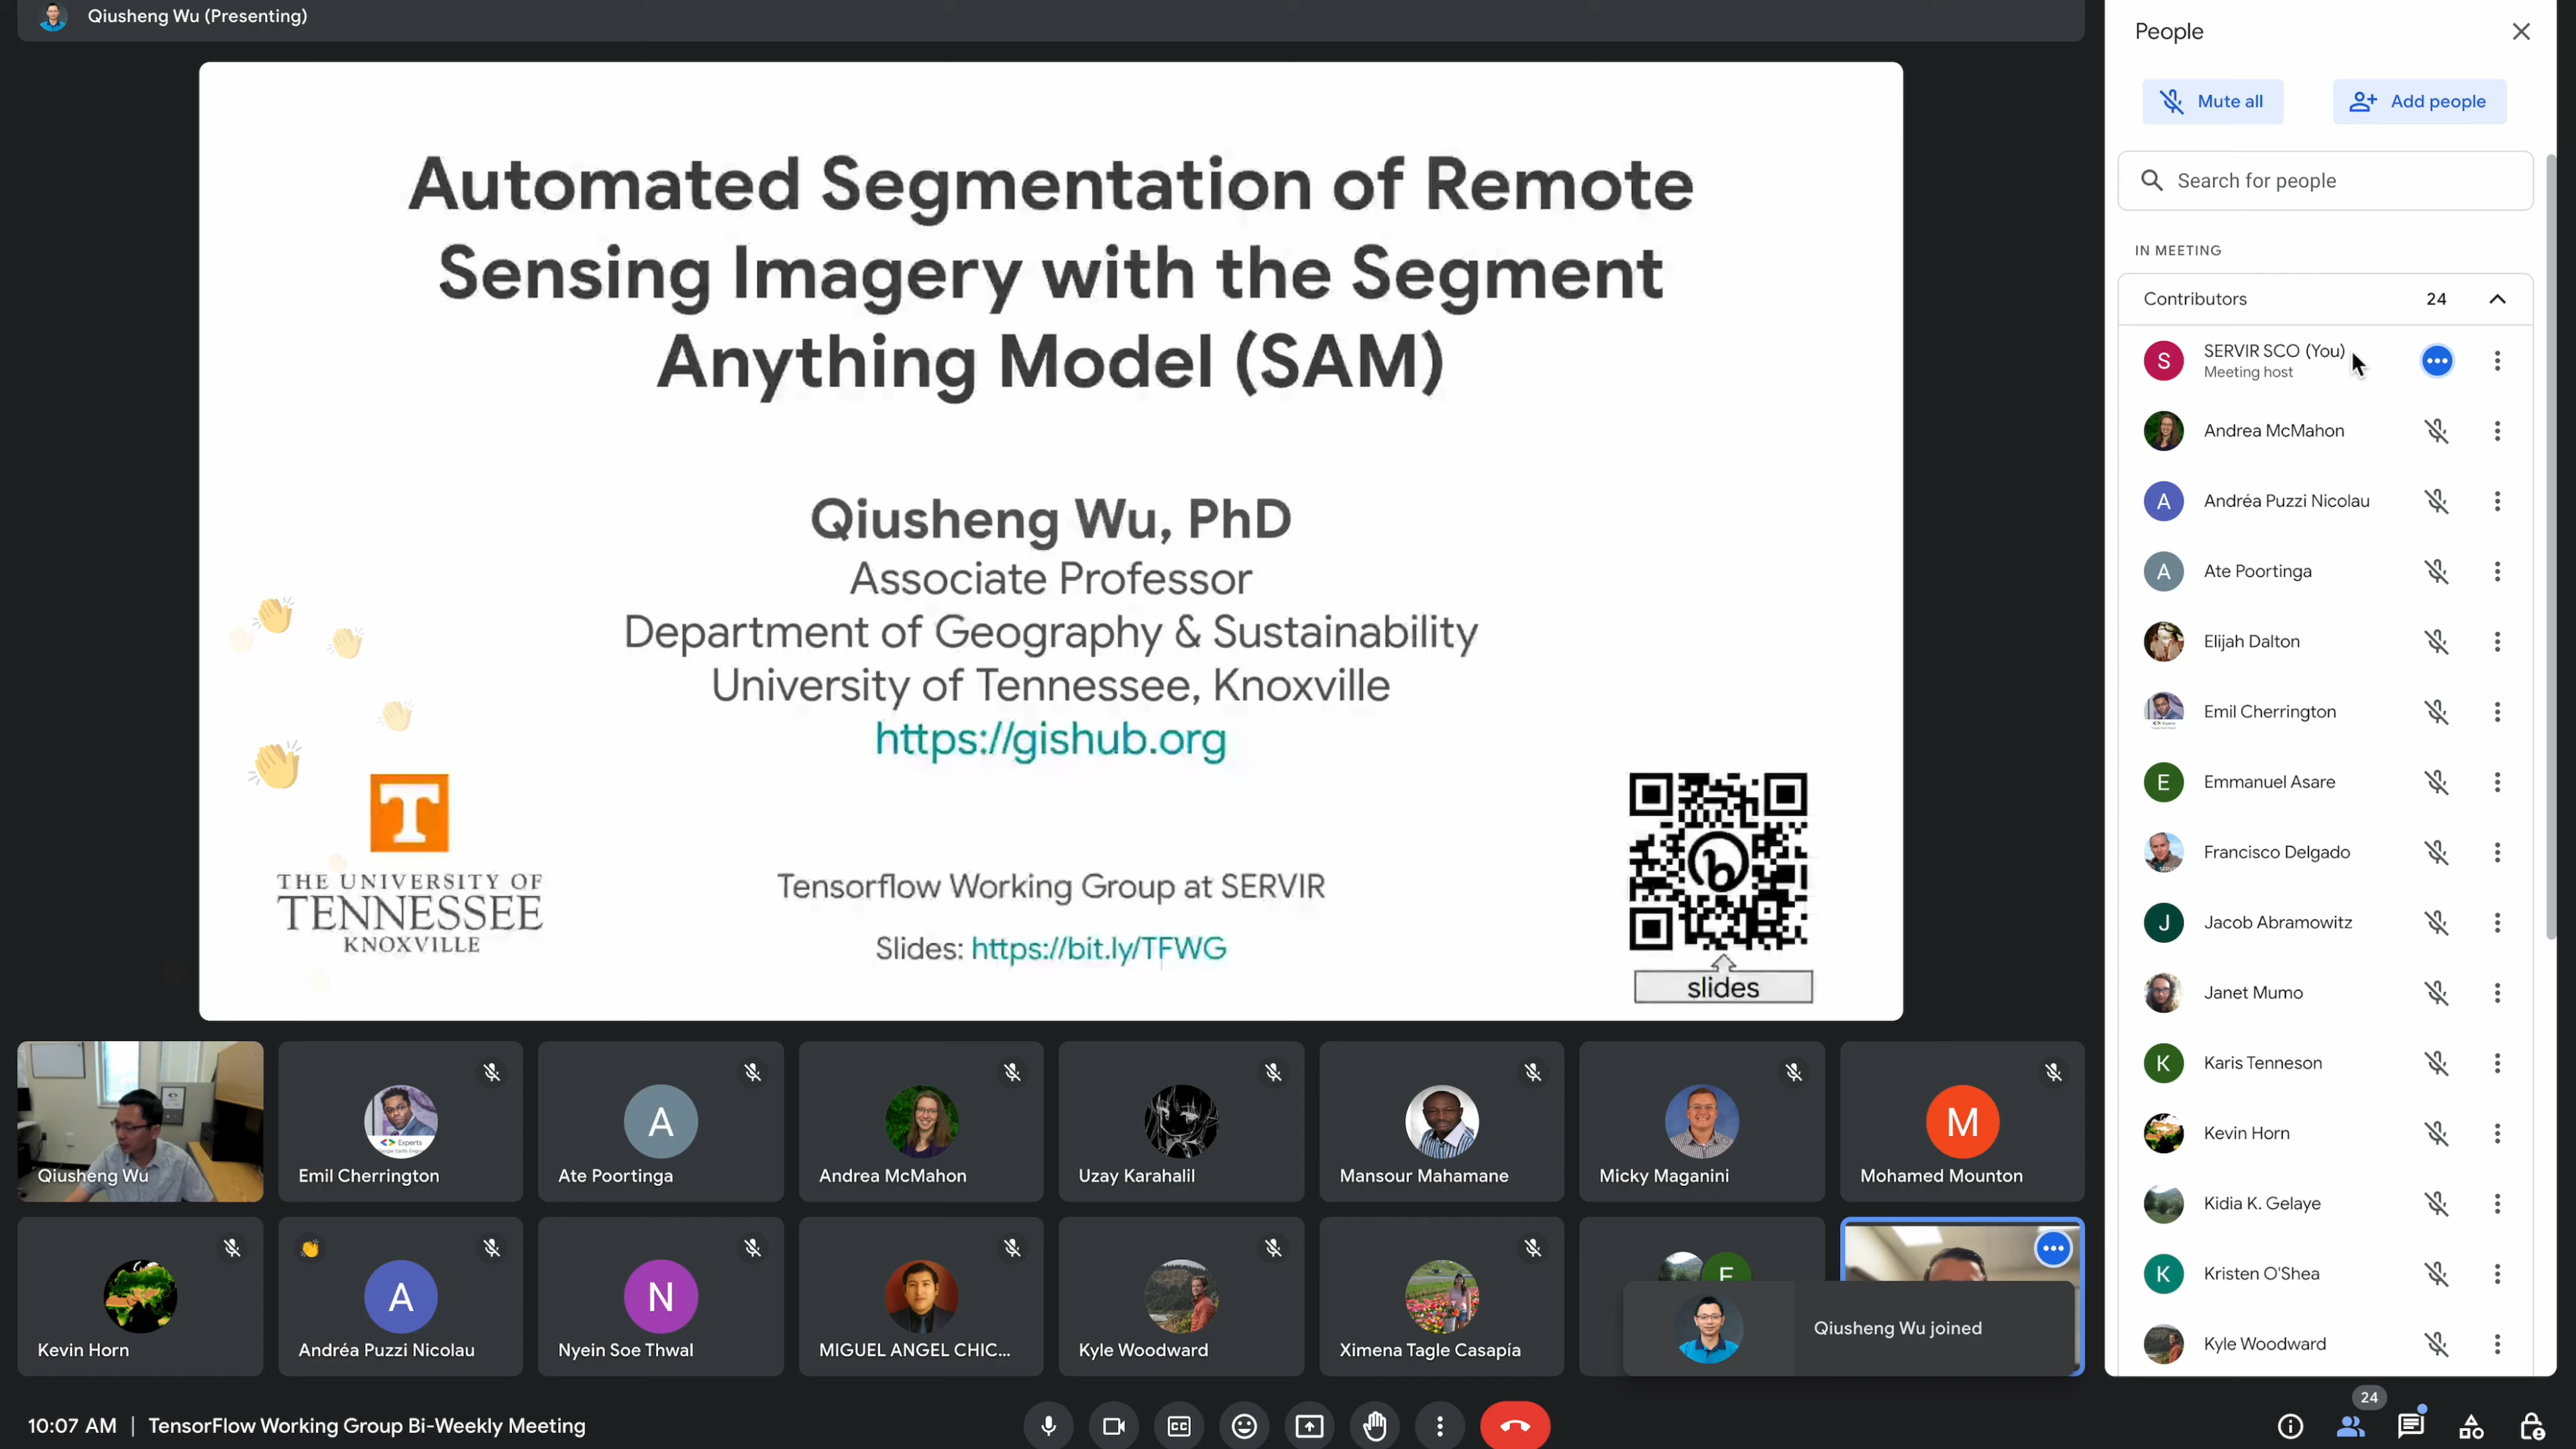 Qiusheng Wu (Presenting)
Automated Segmentation of Remote
Sensing Imagery with the Segment
Anything Model (SAM)
Qiusheng Wu, PhD
Associate Professor
Department of Geography & Sustainability
University of Tennessee, Knoxville
https://gishub.org
T
THE UNIVERSITY OF
TENNESSEE
KNOXVILLE
Tensorflow Working Group at SERVIR
Slides: https://bit.ly/TFWG
b
slides
Qiusheng Wu
Experts
Emil Cherrington
A
Ate Poortinga
Andrea McMahon
Uzay Karahalil
Mansour Mahamane
Micky Maganini
M
Mohamed Mounton
Kevin Horn
A
Andréa Puzzi Nicolau
N
Nyein Soe Thwal
MIGUEL ANGEL CHIC...
Kyle Woodward
Ximena Tagle Casapía
Qiusheng Wu joined
10:07 AM | TensorFlow Working Group Bi-Weekly Meeting
CC
People
Mute all
Add people
Search for people
IN MEETING
Contributors 24
S
SERVIR SCO (You)
Meeting host
Andrea McMahon
A
Andréa Puzzi Nicolau
A
Ate Poortinga
Elijah Dalton
Emil Cherrington
E
Emmanuel Asare
Francisco Delgado
J
Jacob Abramowitz
Janet Mumo
K
Karis Tenneson
Kevin Horn
Kidia K. Gelaye
K
Kristen O'Shea
Kyle Woodward
24